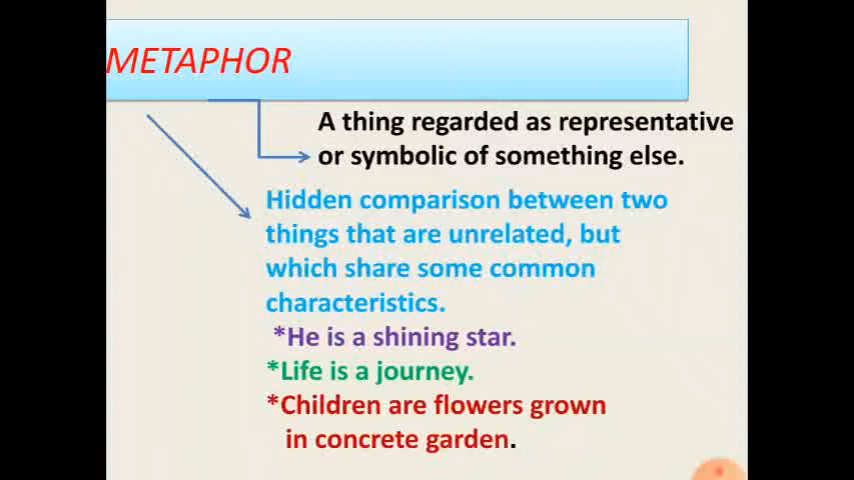 METAPHOR
A thing regarded as representative
or symbolic of something else.
Hidden comparison between two
things that are unrelated, but
which share some common
characteristics.
*He is a shining star.
*Life is a journey.
*Children are flowers grown
in concrete garden.